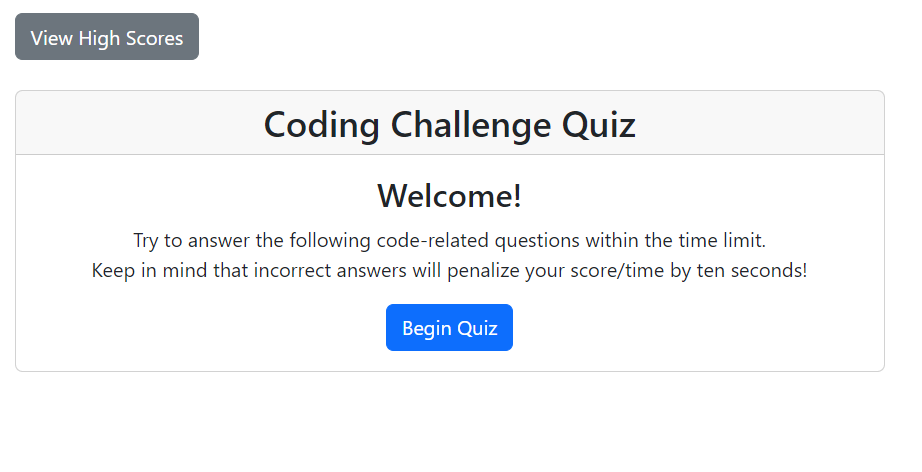 View High Scores
Coding Challenge Quiz
Welcome!
Try to answer the following code-related questions within the time limit.
Keep in mind that incorrect answers will penalize your score/time by ten seconds!
Begin Quiz